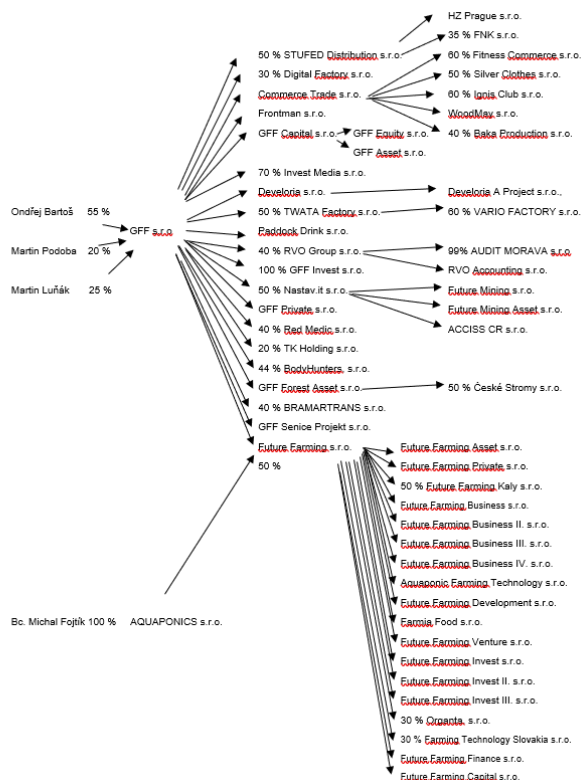 HZ Prague s.r.o.
35 % FNK s.r.o.
50 % STUFED Distribution s.r.o.
60 % Fitness Commerce s.r.o.
30 % Digital Factory s.r.o.
50 % Silver Clothes s.r.o.
Commerce Trade s.r.o.
60 % Ignis Club s.r.o.
Frontman s.r.o.
WoodMay s.r.o.
GFF Capital s.r.o.
GFF Equity s.r.o.
40 % Baka Production s.r.o.
GFF Asset s.r.o.
70 % Invest Media s.r.o.
Develoria s.r.o.
Develoria A Project s.r.o.,
Ondřej Bartoš 55 %
50 % TWATA Factory s.r.o.
60 % VARIO FACTORY s.r.o.
GFF s.r.o
Paddock Drink s.r.o.
Martin Podoba 20 %
40 % RVO Group s.r.o.
99% AUDIT MORAVA s.r.o
100 % GFF Invest s.r.o.
RVO Accounting s.r.o.
Martin Luňák 25 %
50 % Nastav.it s.r.o.
Future Mining s.r.o.
GFF Private s.r.o.
Future Mining Asset s.r.o.
40 % Red Medic s.r.o.
ACCISS CR s.r.o.
20 % TK Holding s.r.o.
44 % BodyHunters, s.r.o.
GFF Forest Asset s.r.o.
50 % České Stromy s.r.o.
40 % BRAMARTRANS s.r.o.
GFF Senice Projekt s.r.o.
Future Farming s.r.o.
50 %
Future Farming Asset s.r.o.
Future Farming Private s.r.o.
50 % Future Farming Kaly s.r.o.
Future Farming Business s.r.o.
Future Farming Business II. s.r.o.
Future Farming Business III. s.r.o.
Future Farming Business IV. s.r.o.
Aquaponic Farming Technology s.r.o.
Future Farming Development s.r.o.
Bc. Michal Fojtík 100 % AQUAPONICS s.r.o.
Farmia Food s.r.o.
Future Farming Venture s.r.o.
Future Farming Invest s.r.o.
Future Farming Invest II. s.r.o.
Future Farming Invest III. s.r.o.
30 % Organta, s.r.o.
30 % Farming Technology Slovakia s.r.o.
Future Farming Finance s.r.o.
Future Farming Capital s.r.o.